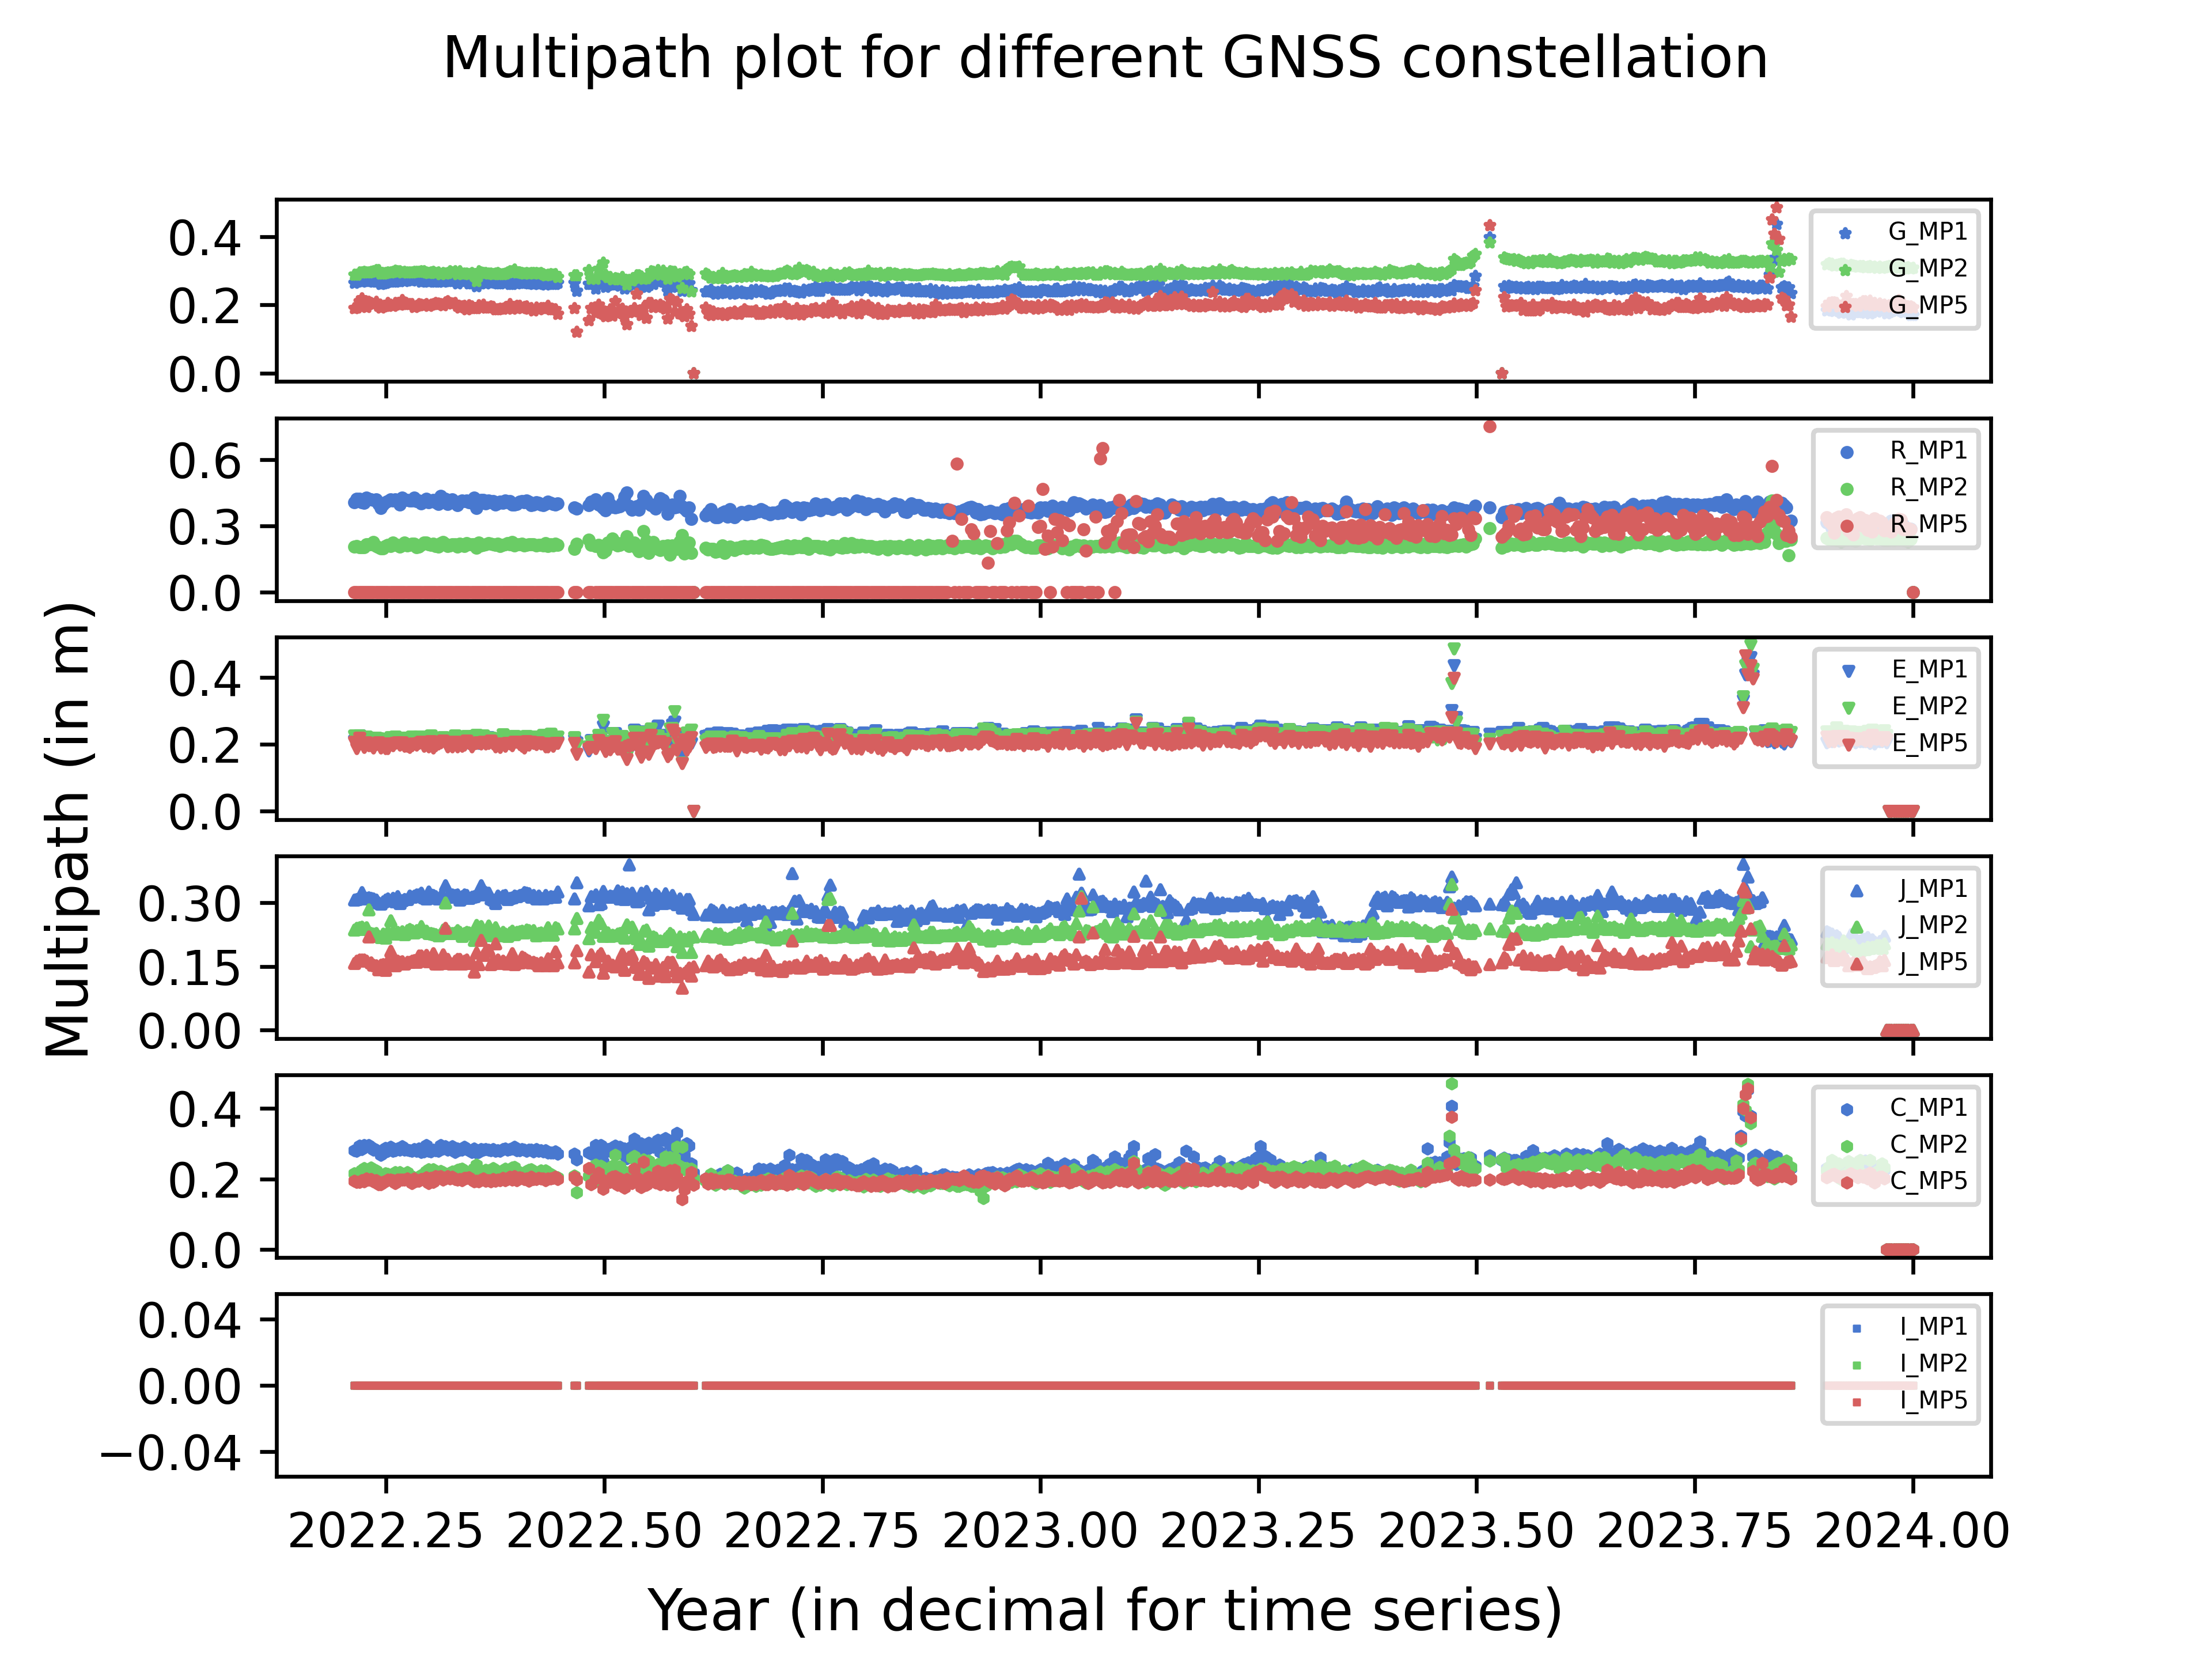 Multipath plot for different GNSS constellation
Multipath (in m)
0.4
0.2
0.0
G_MP1
G_MP2
G_MP5
0.6
0.3
0.0
R_MP1
R_MP2
R_MP5
0.4
0.2
0.0
E_MP1
E_MP2
E_MP5
0.30
0.15
0.00
J_MP1
J_MP2
J_MP5
0.4
0.2
0.0
C_MP1
C_MP2
C_MP5
0.04
0.00
−0.04
I_MP1
I_MP2
I_MP5
2022.25 2022.50 2022.75 2023.00 2023.25 2023.50 2023.75 2024.00
Year (in decimal for time series)